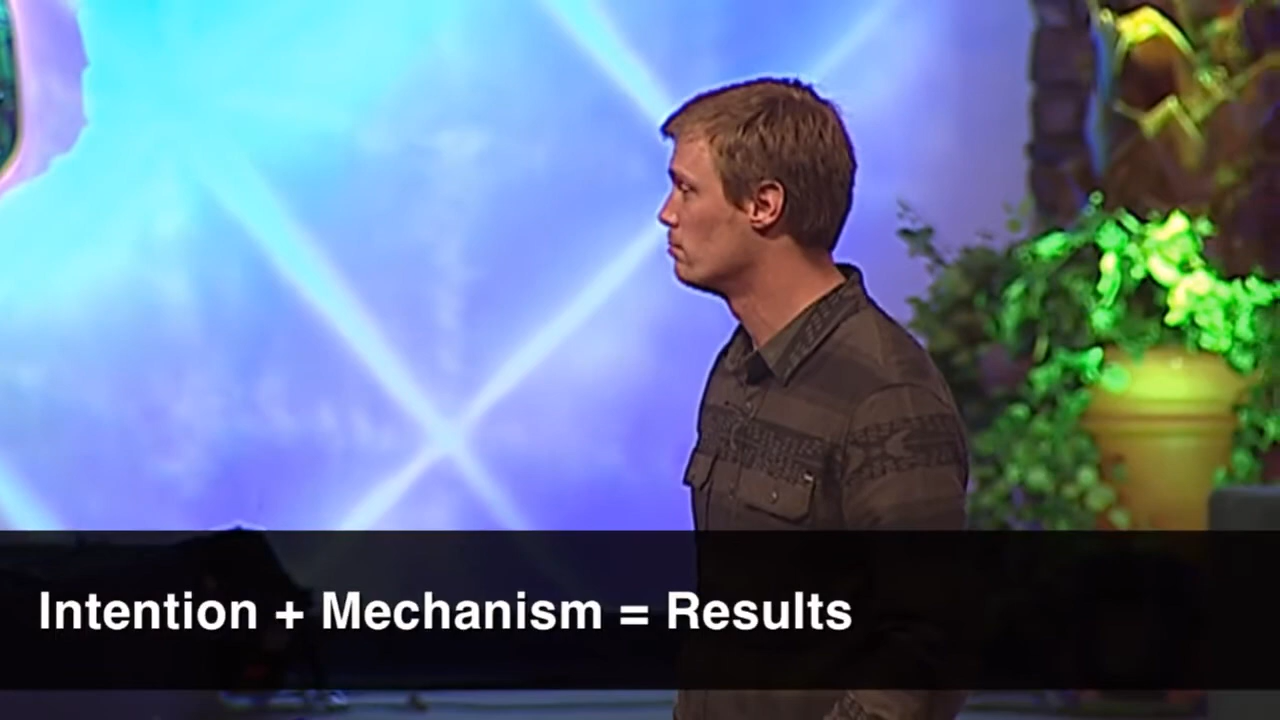 Intention + Mechanism = Results